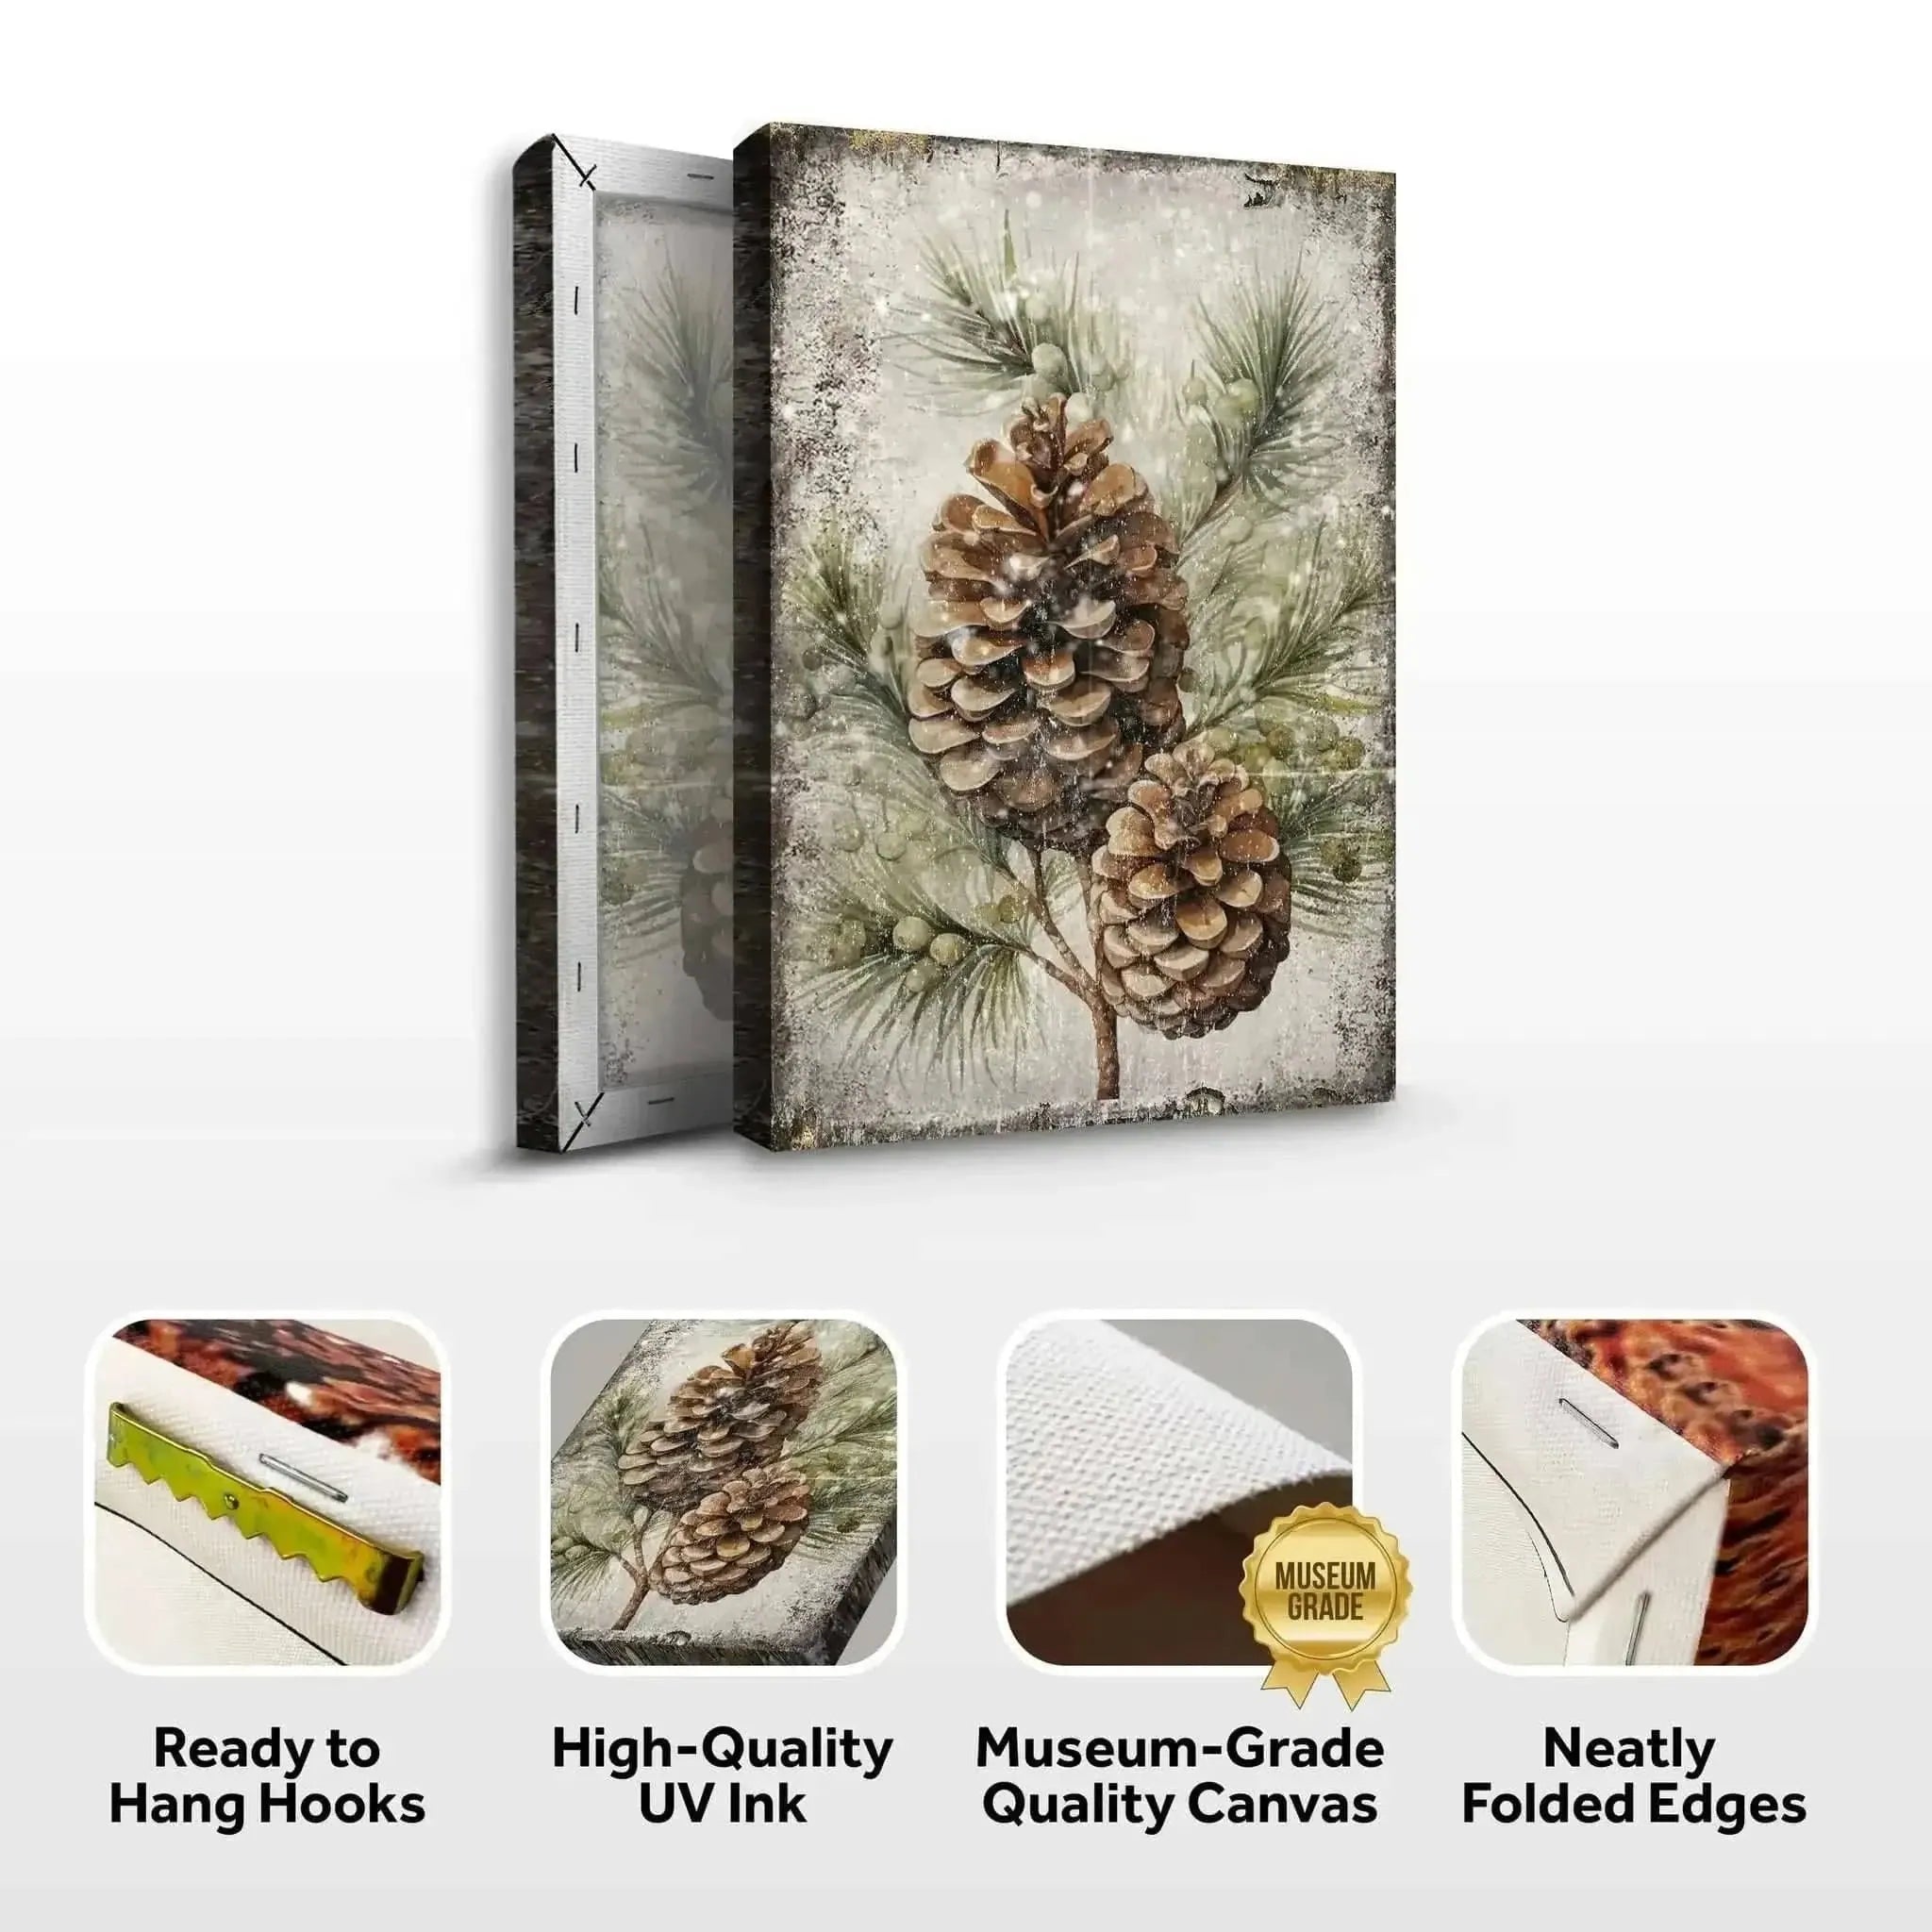 MUSEUM
GRADE
Ready to
Hang Hooks
High-Quality
UV Ink
Museum-Grade
Quality Canvas
Neatly
Folded Edges